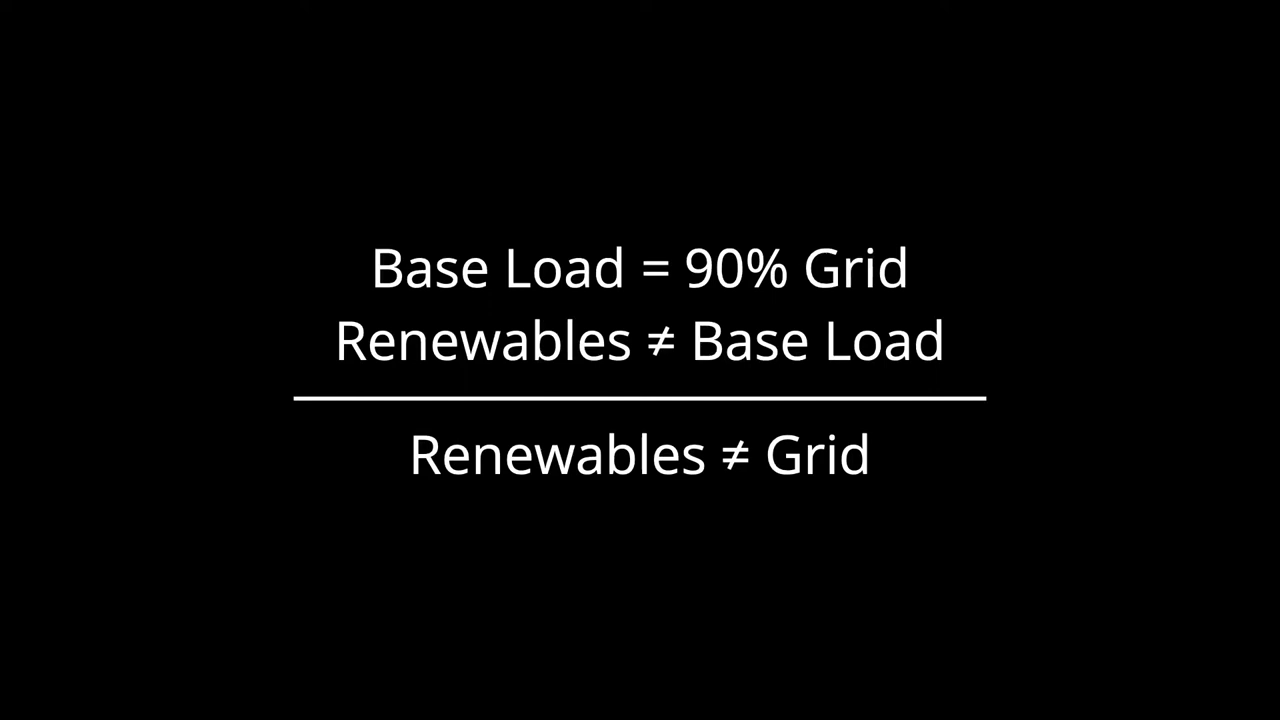 Base Load = 90% Grid
Renewables ≠ Base Load
Renewables ≠ Grid